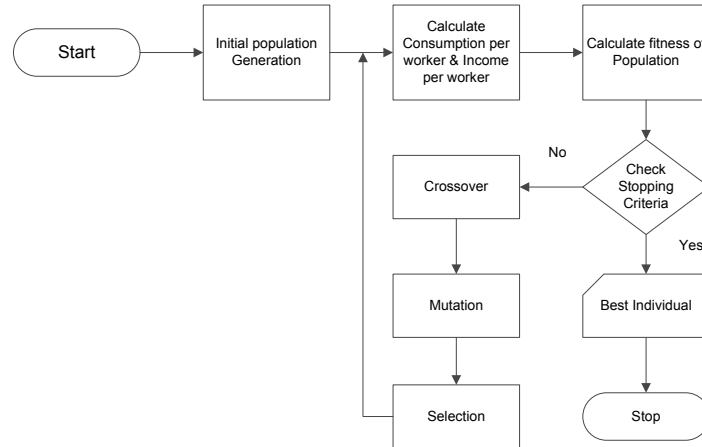 Start
Initial population
Generation
Calculate
Consumption per
worker & Income
per worker
Calculate fitness of
Population
No
Check
Stopping
Criteria
Crossover
Yes
Mutation
Best Individual
Selection
Stop